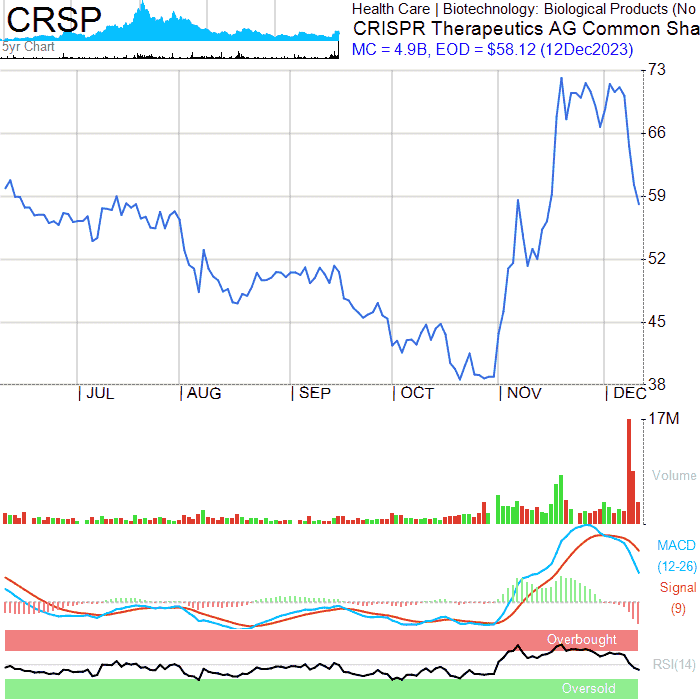 CRSP
5yr Chart
Health Care | Biotechnology: Biological Products (No
CRISPR Therapeutics AG Common Sha
MC = 4.9B, EOD = $58.12 (12Dec2023)
73
66
59
52
45
38
JUL
AUG
SEP
OCT
NOV
DEC
17M
Volume
MACD
(12-26)
Signal
(9)
Overbought
RSI(14)
Oversold